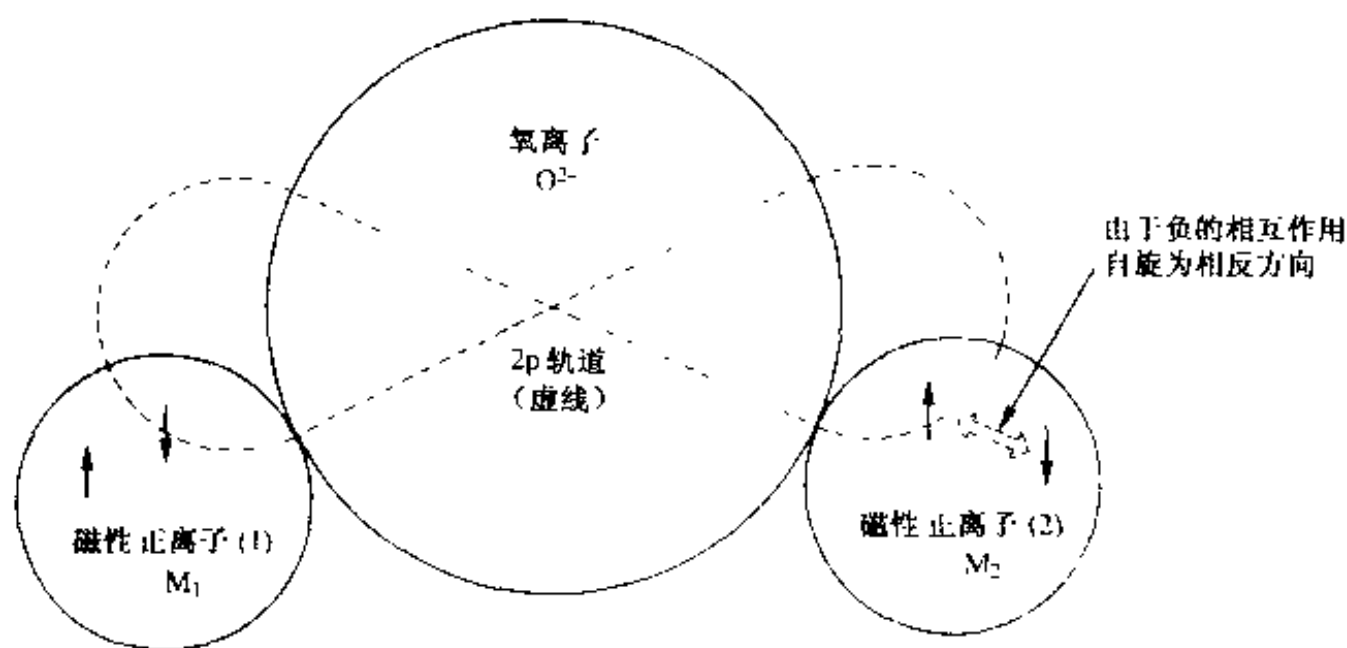 氧离子
O²⁻
由于负的相互作用
自旋为相反方向
2p 轨道
（虚线）
磁性正离子 (1)
M₁
磁性正离子 (2)
M₂